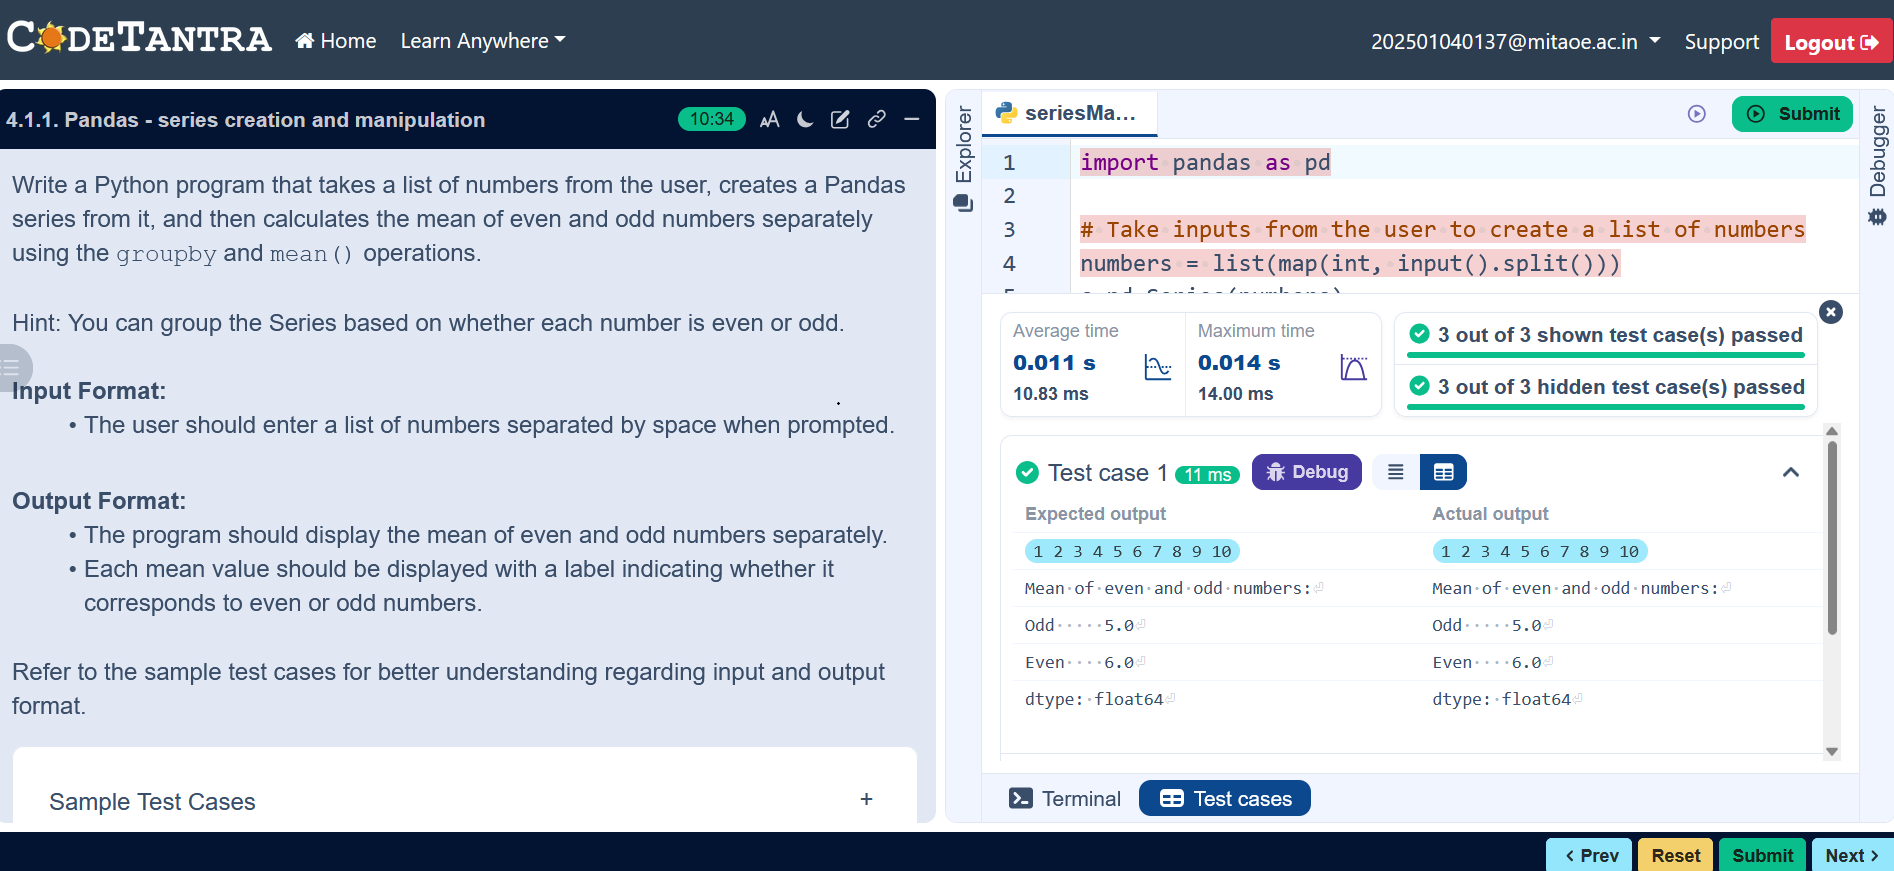 CODETANTRA
Home
Learn Anywhere
202501040137@mitaoe.ac.in
Support
Logout
4.1.1. Pandas - series creation and manipulation
10:34
Write a Python program that takes a list of numbers from the user, creates a Pandas
series from it, and then calculates the mean of even and odd numbers separately
using the groupby and mean() operations.
Hint: You can group the Series based on whether each number is even or odd.
Input Format:
• The user should enter a list of numbers separated by space when prompted.
Output Format:
• The program should display the mean of even and odd numbers separately.
• Each mean value should be displayed with a label indicating whether it
corresponds to even or odd numbers.
Refer to the sample test cases for better understanding regarding input and output
format.
Sample Test Cases
+
Explorer
seriesMa...
Submit
Debugger
1 import pandas as pd
2
3 # Take inputs from the user to create a list of numbers
4 numbers = list(map(int, input().split()))
Average time
0.011 s
10.83 ms
Maximum time
0.014 s
14.00 ms
3 out of 3 shown test case(s) passed
3 out of 3 hidden test case(s) passed
Test case 1
11 ms
Debug
Expected output
Actual output
1 2 3 4 5 6 7 8 9 10
1 2 3 4 5 6 7 8 9 10
Mean·of·even·and·odd·numbers:
Mean·of·even·and·odd·numbers:
Odd·····5.0
Odd·····5.0
Even····6.0
Even····6.0
dtype:·float64
dtype:·float64
Terminal
Test cases
Prev
Reset
Submit
Next